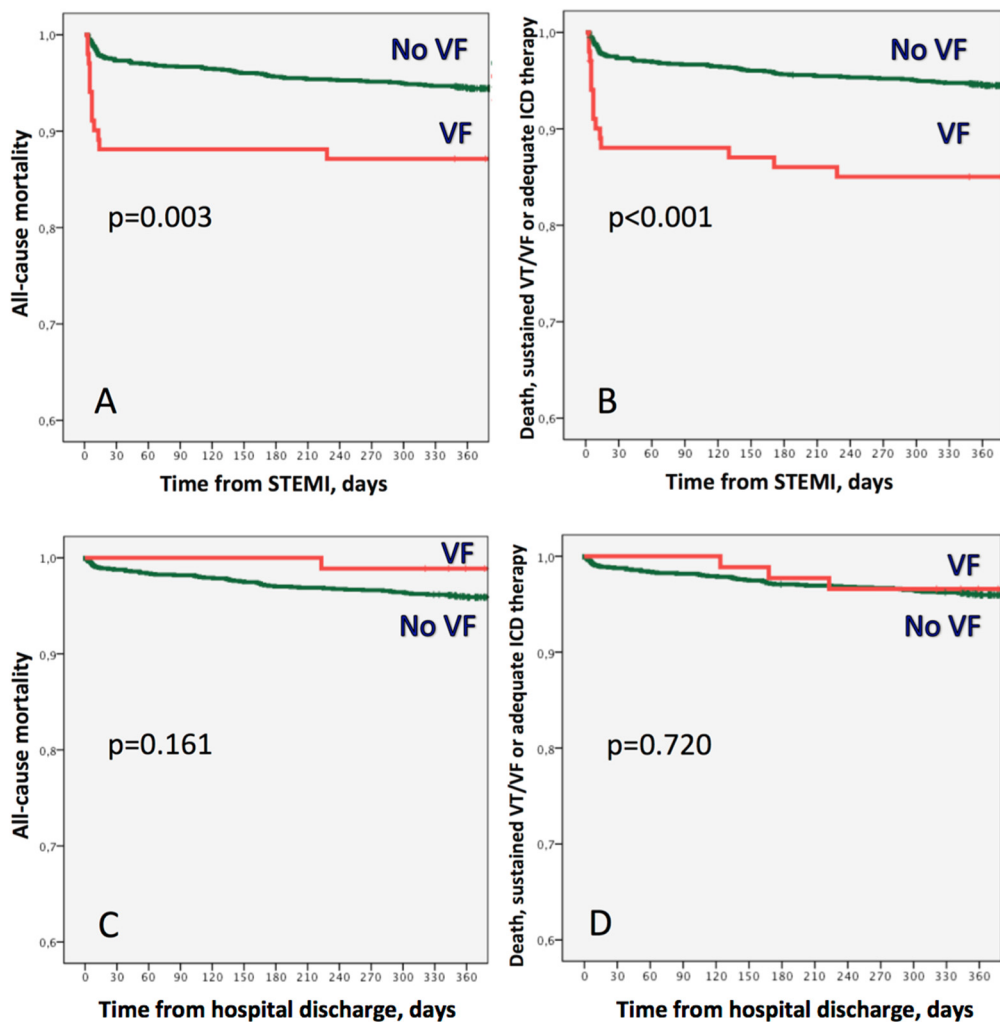 All-cause mortality
1,0
0,9
0,8
0,7
0,6
No VF
VF
p=0.003
A
0 30 60 90 120 150 180 210 240 270 300 330 360
Time from STEMI, days
Death, sustained VT/VF or adequate ICD therapy
1,0
0,9
0,8
0,7
0,6
No VF
VF
p<0.001
B
0 30 60 90 120 150 180 210 240 270 300 330 360
Time from STEMI, days
All-cause mortality
1,0
0,9
0,8
0,7
0,6
VF
No VF
p=0.161
C
0 30 60 90 120 150 180 210 240 270 300 330 360
Time from hospital discharge, days
Death, sustained VT/VF or adequate ICD therapy
1,0
0,9
0,8
0,7
0,6
VF
No VF
p=0.720
D
0 30 60 90 120 150 180 210 240 270 300 330 360
Time from hospital discharge, days